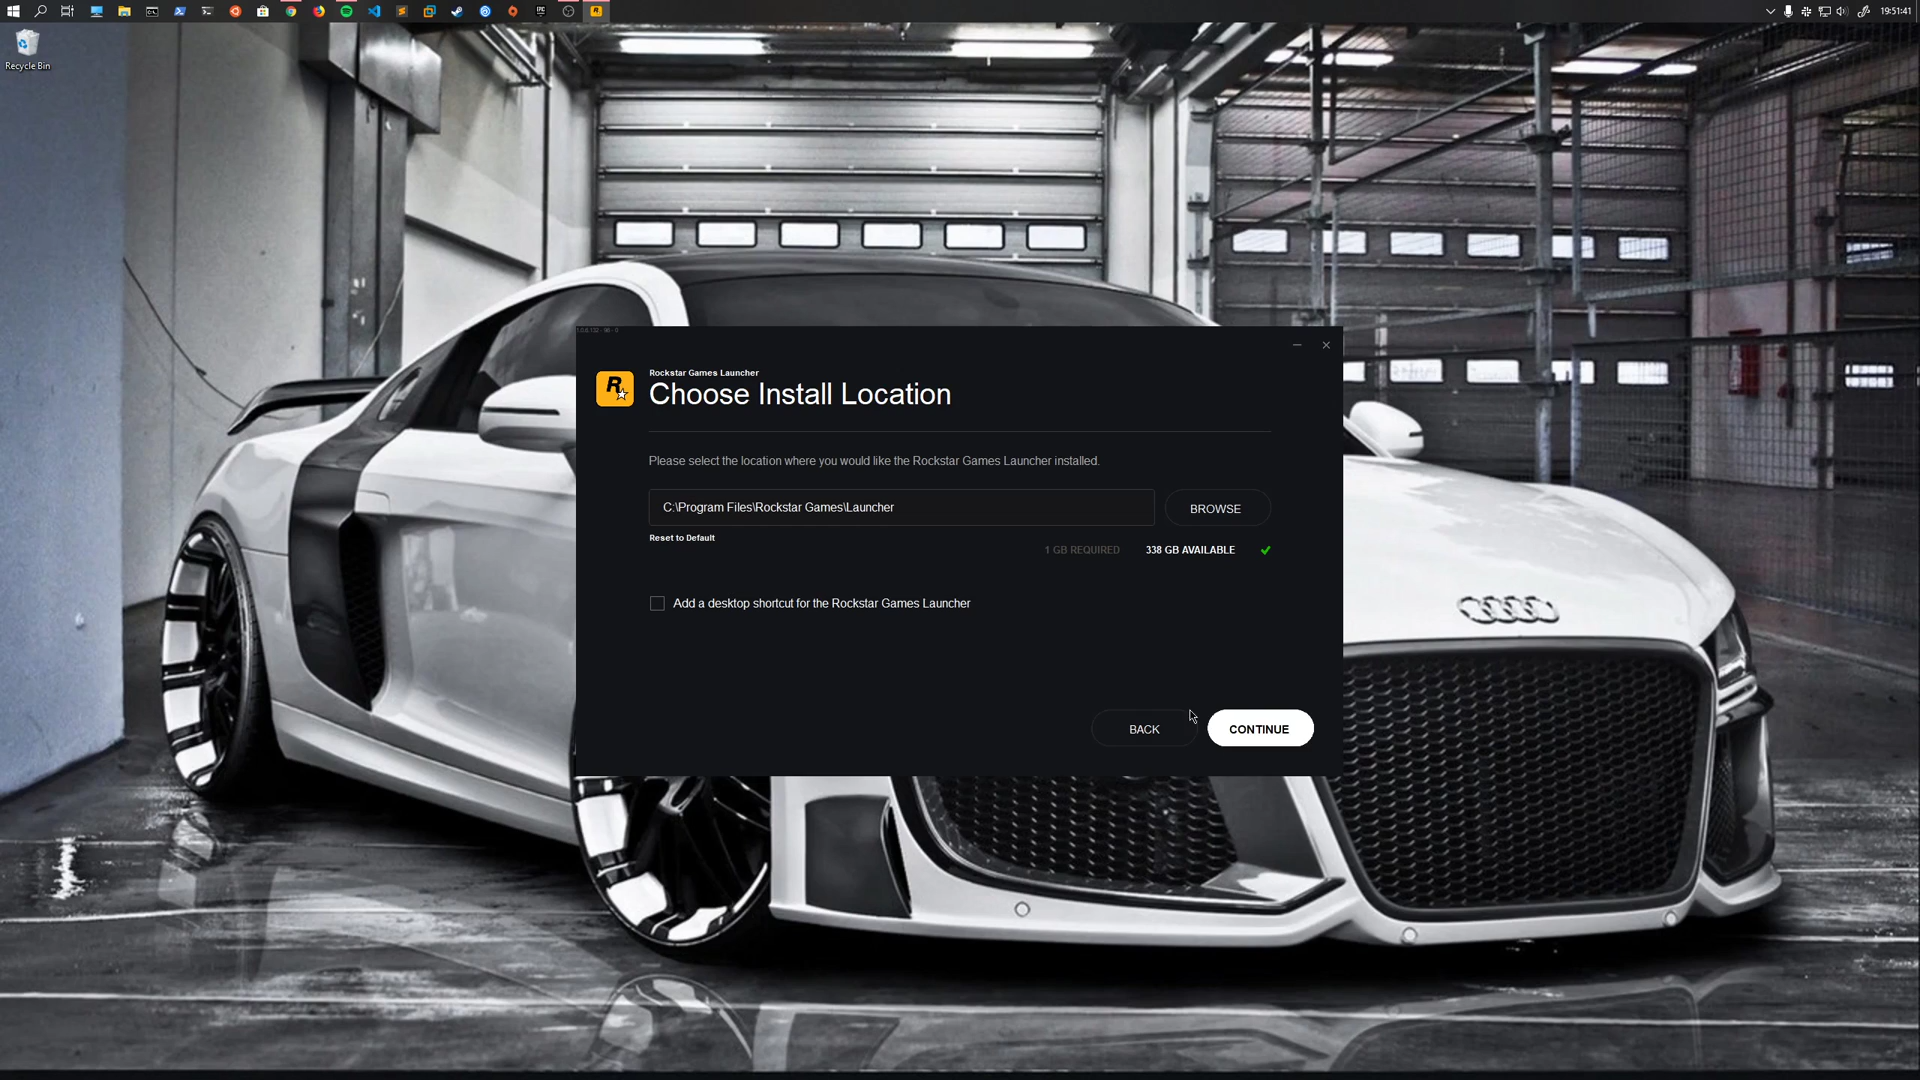 19:51:41
Recycle Bin
Rockstar Games Launcher
Choose Install Location
Please select the location where you would like the Rockstar Games Launcher installed.
C:\Program Files\Rockstar Games\Launcher
BROWSE
Reset to Default
1 GB REQUIRED 338 GB AVAILABLE
Add a desktop shortcut for the Rockstar Games Launcher
BACK CONTINUE